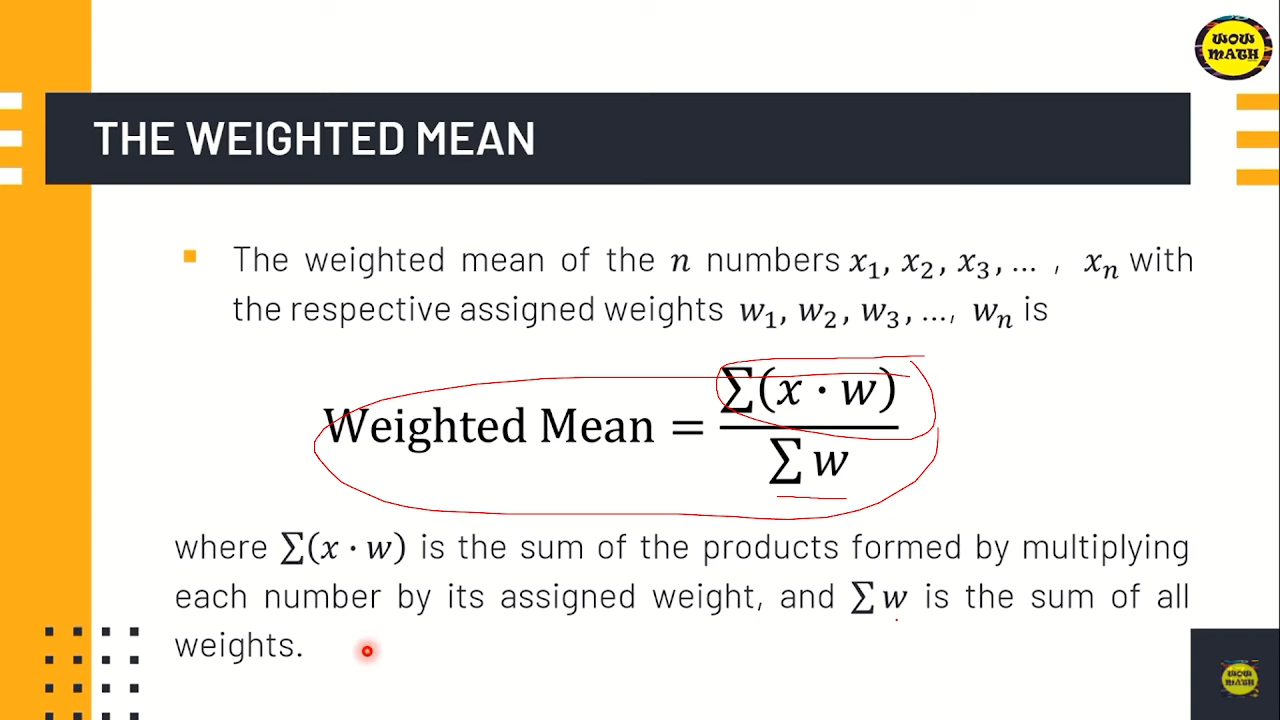 WOW
MATH
THE WEIGHTED MEAN
▪ The weighted mean of the n numbers x₁, x₂, x₃, … , xₙ with
the respective assigned weights w₁, w₂, w₃, …, wₙ is
Weighted Mean = ∑(x · w) / ∑ w
where ∑(x · w) is the sum of the products formed by multiplying
each number by its assigned weight, and ∑ w is the sum of all
weights.
WOW
MATH